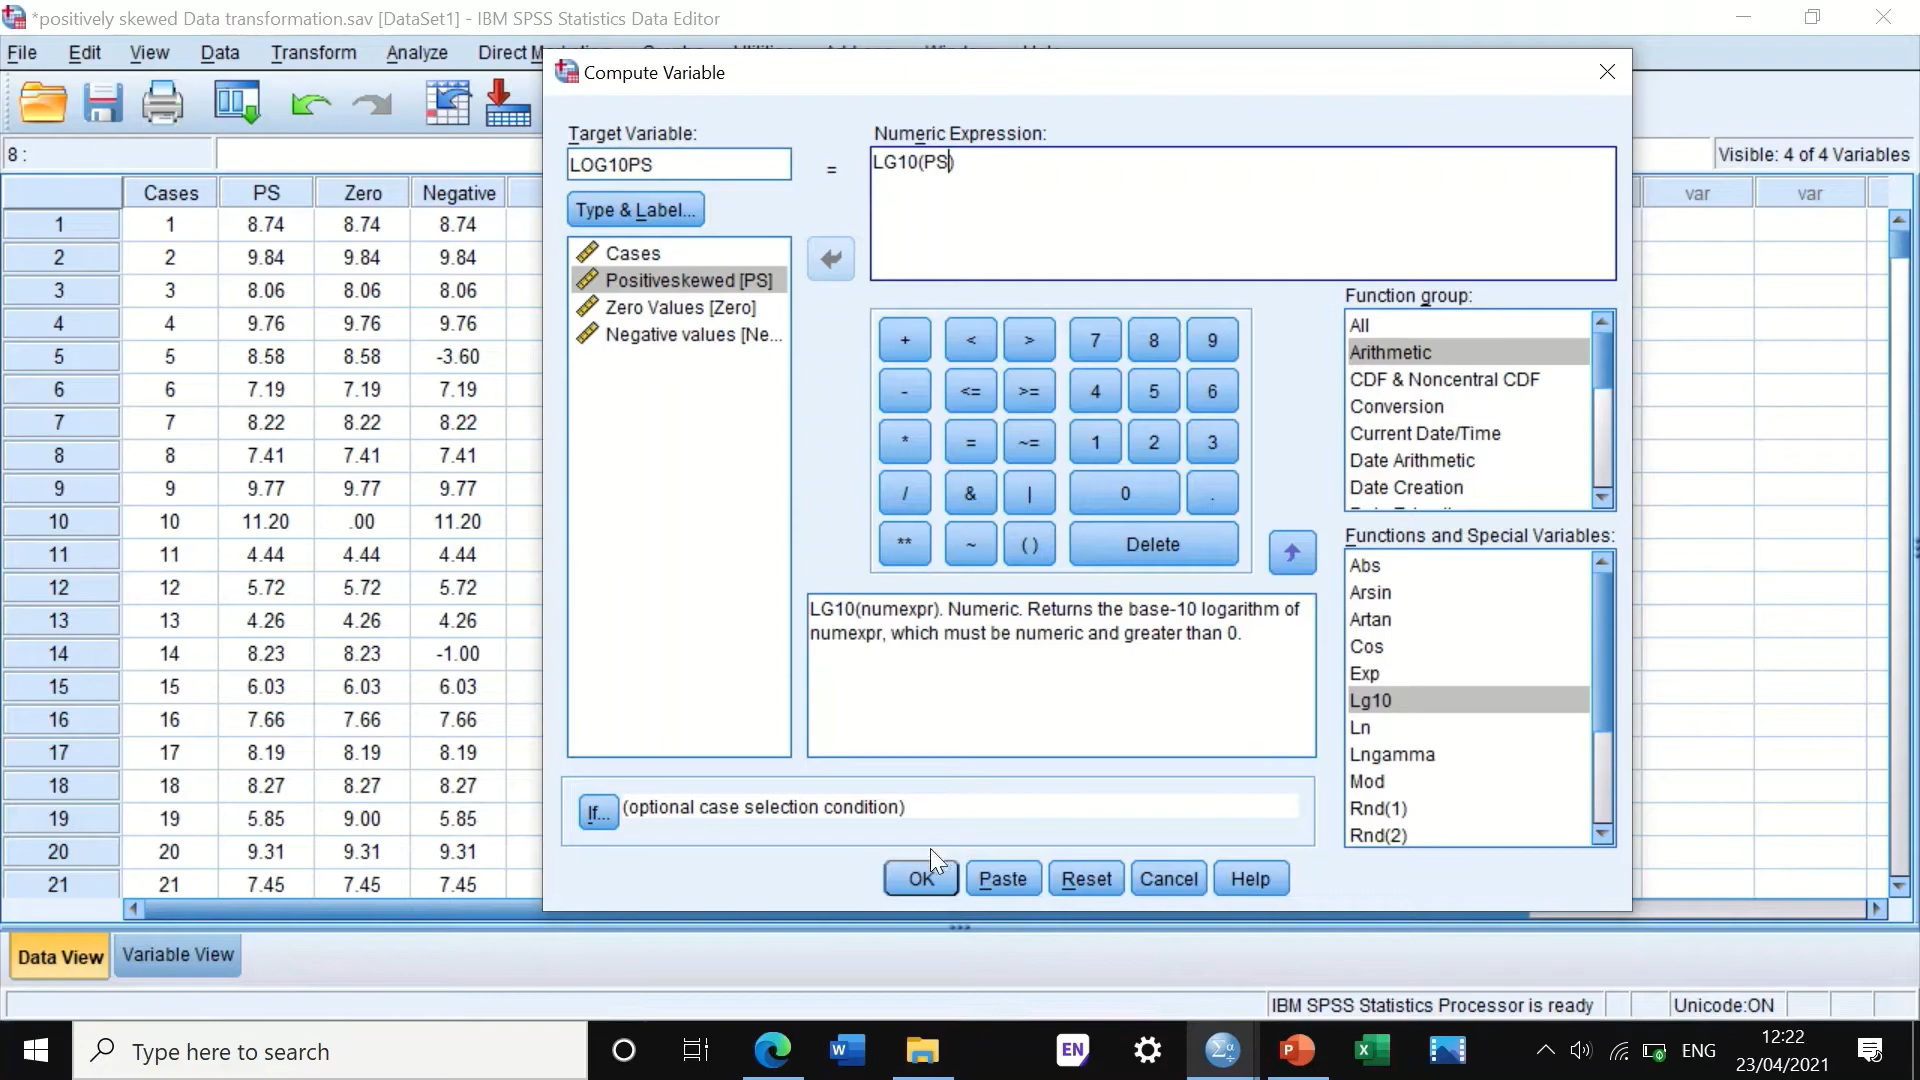 *positively skewed Data transformation.sav [DataSet1] - IBM SPSS Statistics Data Editor
File Edit View Data Transform Analyze Direct
Compute Variable
8 :
Visible: 4 of 4 Variables
Cases PS Zero Negative
var var
1 1 8.74 8.74 8.74
2 2 9.84 9.84 9.84
3 3 8.06 8.06 8.06
4 4 9.76 9.76 9.76
5 5 8.58 8.58 -3.60
6 6 7.19 7.19 7.19
7 7 8.22 8.22 8.22
8 8 7.41 7.41 7.41
9 9 9.77 9.77 9.77
10 10 11.20 .00 11.20
11 11 4.44 4.44 4.44
12 12 5.72 5.72 5.72
13 13 4.26 4.26 4.26
14 14 8.23 8.23 -1.00
15 15 6.03 6.03 6.03
16 16 7.66 7.66 7.66
17 17 8.19 8.19 8.19
18 18 8.27 8.27 8.27
19 19 5.85 9.00 5.85
20 20 9.31 9.31 9.31
21 21 7.45 7.45 7.45
Target Variable:
LOG10PS
=
Numeric Expression:
LG10(PS)
Type & Label...
Cases
Positiveskewed [PS]
Zero Values [Zero]
Negative values [Ne...
+ < > 7 8 9
- <= >= 4 5 6
* = ~= 1 2 3
/ & | 0 .
** ~ ( ) Delete
LG10(numexpr). Numeric. Returns the base-10 logarithm of
numexpr, which must be numeric and greater than 0.
Function group:
All
Arithmetic
CDF & Noncentral CDF
Conversion
Current Date/Time
Date Arithmetic
Date Creation
Functions and Special Variables:
Abs
Arsin
Artan
Cos
Exp
Lg10
Ln
Lngamma
Mod
Rnd(1)
Rnd(2)
If... (optional case selection condition)
OK Paste Reset Cancel Help
Data View Variable View
IBM SPSS Statistics Processor is ready Unicode:ON
Type here to search
EN
ENG
12:22
23/04/2021